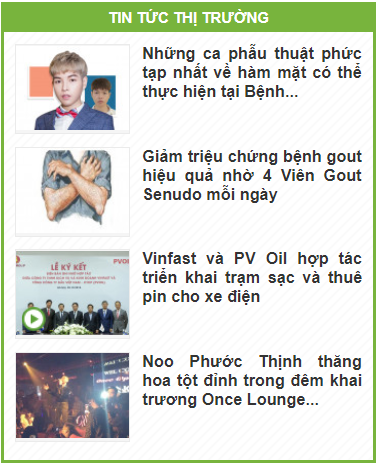 TIN TỨC THỊ TRƯỜNG
Những ca phẫu thuật phức
tạp nhất về hàm mặt có thể
thực hiện tại Bệnh...
Giảm triệu chứng bệnh gout
hiệu quả nhờ 4 Viên Gout
Senudo mỗi ngày
LỄ KÝ KẾT
Vinfast và PV Oil hợp tác
triển khai trạm sạc và thuê
pin cho xe điện
Noo Phước Thịnh thăng
hoa tột đỉnh trong đêm khai
trương Once Lounge...